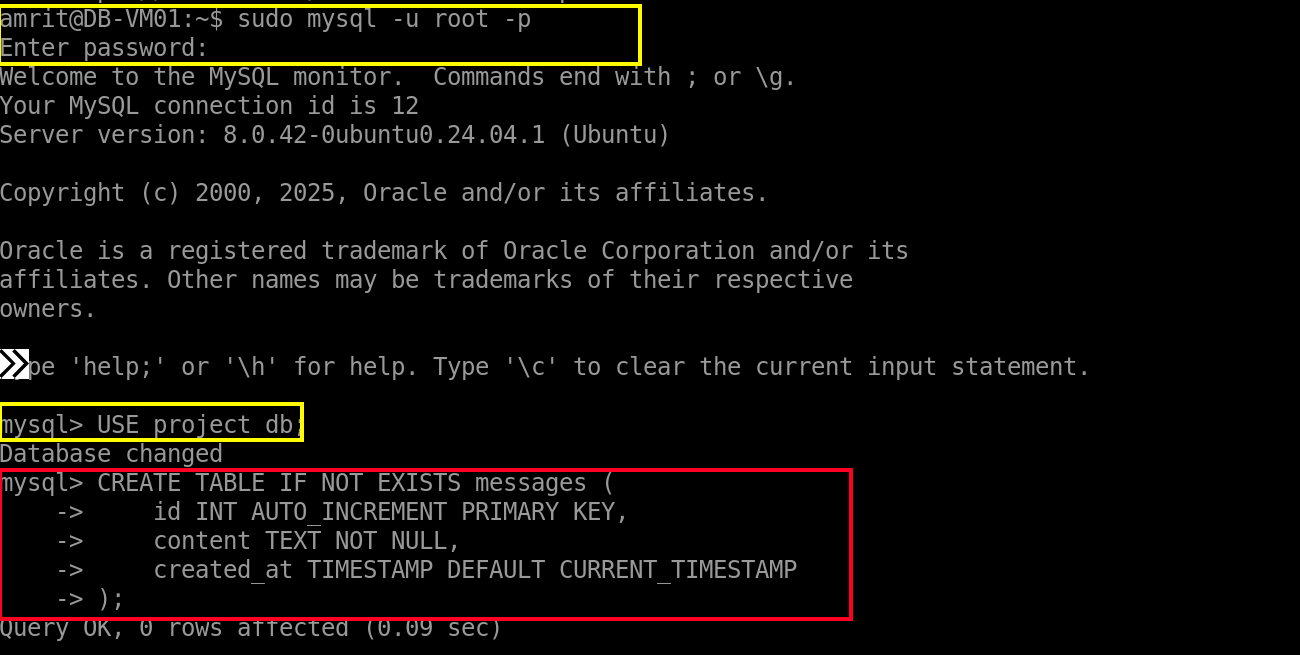 amrit@DB-VM01:~$ sudo mysql -u root -p
Enter password:
Welcome to the MySQL monitor.  Commands end with ; or \g.
Your MySQL connection id is 12
Server version: 8.0.42-0ubuntu0.24.04.1 (Ubuntu)
Copyright (c) 2000, 2025, Oracle and/or its affiliates.
Oracle is a registered trademark of Oracle Corporation and/or its
affiliates. Other names may be trademarks of their respective
owners.
pe 'help;' or '\h' for help. Type '\c' to clear the current input statement.
mysql> USE project db;
Database changed
mysql> CREATE TABLE IF NOT EXISTS messages (
    ->     id INT AUTO_INCREMENT PRIMARY KEY,
    ->     content TEXT NOT NULL,
    ->     created_at TIMESTAMP DEFAULT CURRENT_TIMESTAMP
    -> );
Query OK, 0 rows affected (0.09 sec)